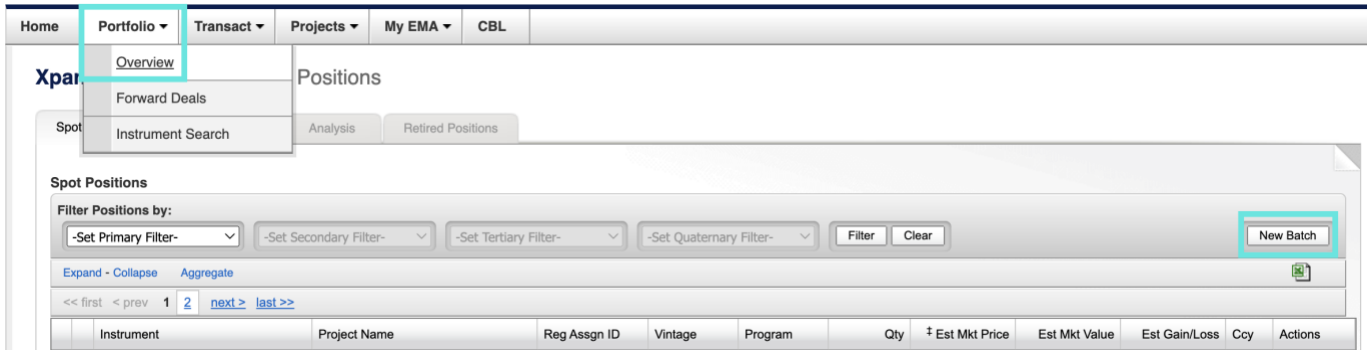 Home Portfolio ▾ Transact ▾ Projects ▾ My EMA ▾ CBL
Overview
Xpan Positions
Forward Deals
Spot Instrument Search Analysis Retired Positions
Spot Positions
Filter Positions by:
-Set Primary Filter- -Set Secondary Filter- -Set Tertiary Filter- -Set Quaternary Filter- Filter Clear New Batch
Expand - Collapse Aggregate
<< first < prev 1 2 next > last >>
Instrument Project Name Reg Assgn ID Vintage Program Qty ‡ Est Mkt Price Est Mkt Value Est Gain/Loss Ccy Actions